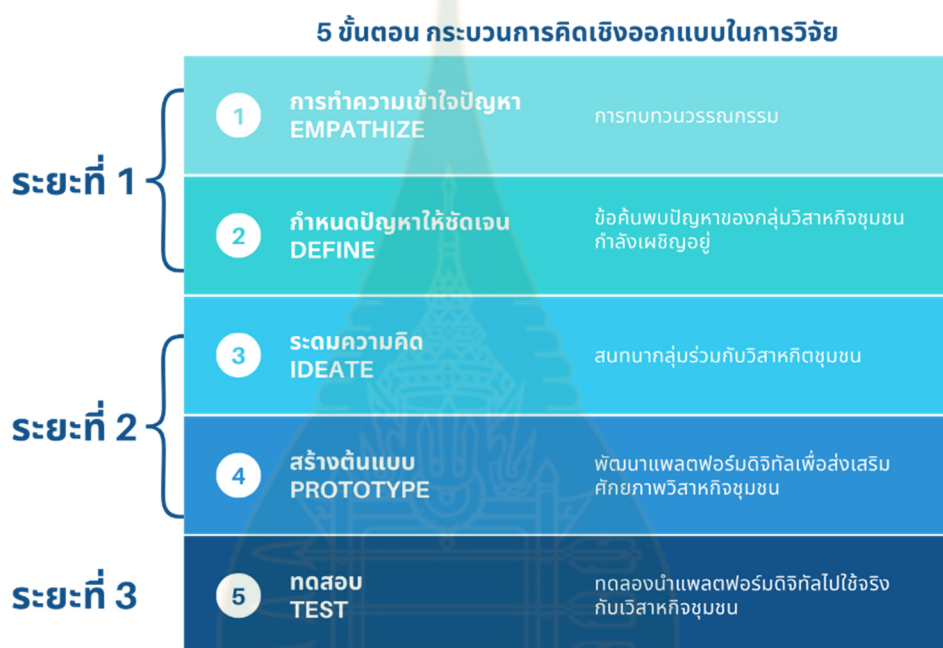 5 ขั้นตอน กระบวนการคิดเชิงออกแบบในการวิจัย
ระยะที่ 1
1
การทำความเข้าใจปัญหา
EMPATHIZE
การทบทวนวรรณกรรม
2
กำหนดปัญหาให้ชัดเจน
DEFINE
ข้อค้นพบปัญหาของกลุ่มวิสาหกิจชุมชน
กำลังเผชิญอยู่
ระยะที่ 2
3
ระดมความคิด
IDEATE
สนทนากลุ่มร่วมกับวิสาหกิตชุมชน
4
สร้างต้นแบบ
PROTOTYPE
พัฒนาแพลตฟอร์มดิจิทัลเพื่อส่งเสริม
ศักยภาพวิสาหกิจชุมชน
ระยะที่ 3
5
ทดสอบ
TEST
ทดลองนำแพลตฟอร์มดิจิทัลไปใช้จริง
กับเวิสาหกิจชุมชน